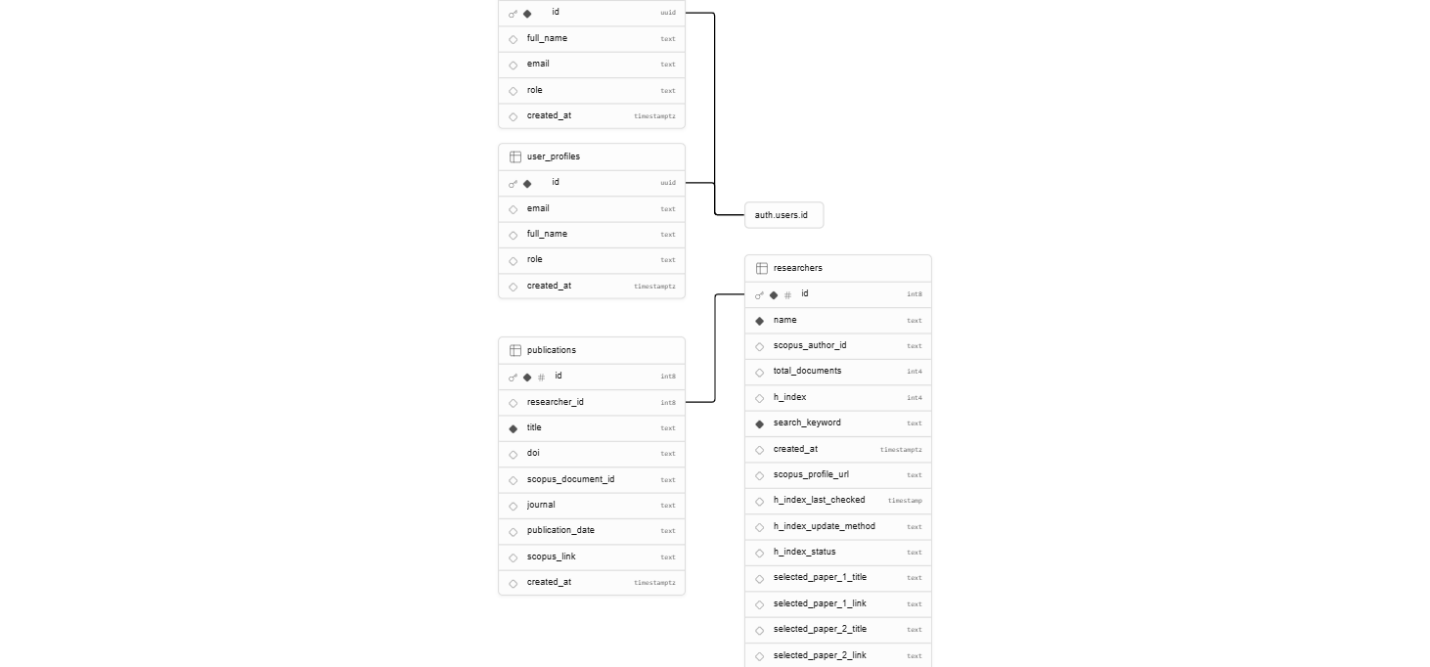 id uuid
full_name text
email text
role text
created_at timestamptz
user_profiles
id uuid
email text
full_name text
role text
created_at timestamptz
auth.users.id
publications
# id int8
researcher_id int8
title text
doi text
scopus_document_id text
journal text
publication_date text
scopus_link text
created_at timestamptz
researchers
# id int8
name text
scopus_author_id text
total_documents int4
h_index int4
search_keyword text
created_at timestamptz
scopus_profile_url text
h_index_last_checked timestamp
h_index_update_method text
h_index_status text
selected_paper_1_title text
selected_paper_1_link text
selected_paper_2_title text
selected_paper_2_link text